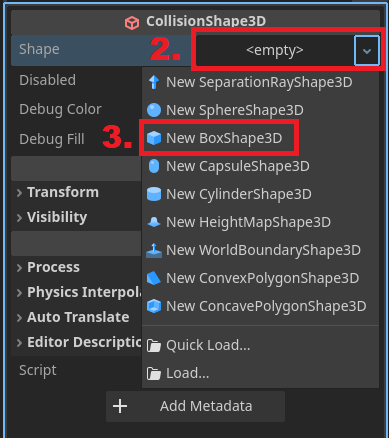 CollisionShape3D
Shape
2.
<empty>
Disabled
New SeparationRayShape3D
Debug Color
New SphereShape3D
Debug Fill
3.
New BoxShape3D
New CapsuleShape3D
Transform
New CylinderShape3D
Visibility
New HeightMapShape3D
New WorldBoundaryShape3D
Process
New ConvexPolygonShape3D
Physics Interpola
New ConcavePolygonShape3D
Auto Translate
Editor Descriptio
Quick Load...
Script
Load...
Add Metadata